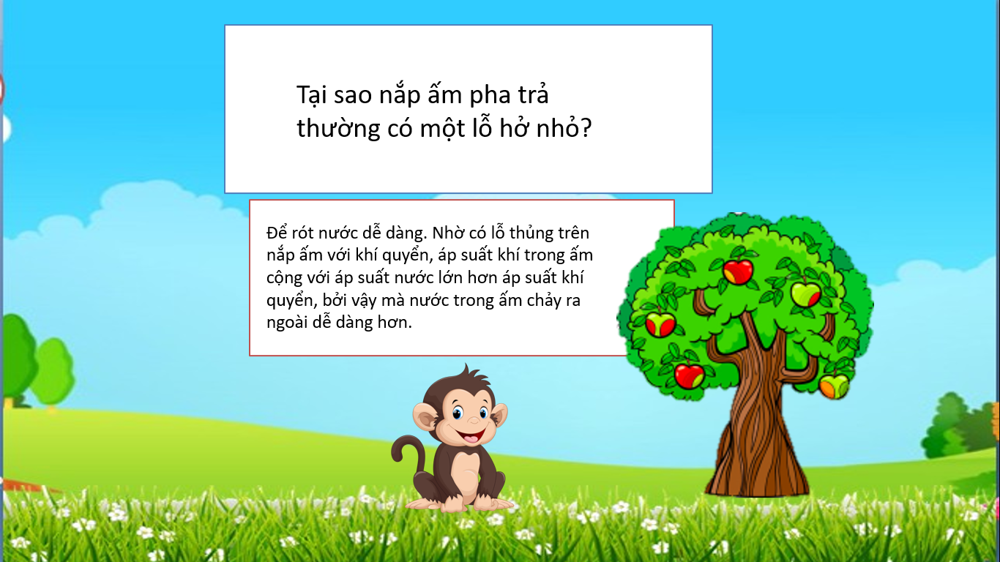 Tại sao nắp ấm pha trả
thường có một lỗ hở nhỏ?
Để rót nước dễ dàng. Nhờ có lỗ thủng trên
nắp ấm với khí quyển, áp suất khí trong ấm
cộng với áp suất nước lớn hơn áp suất khí
quyển, bởi vậy mà nước trong ấm chảy ra
ngoài dễ dàng hơn.